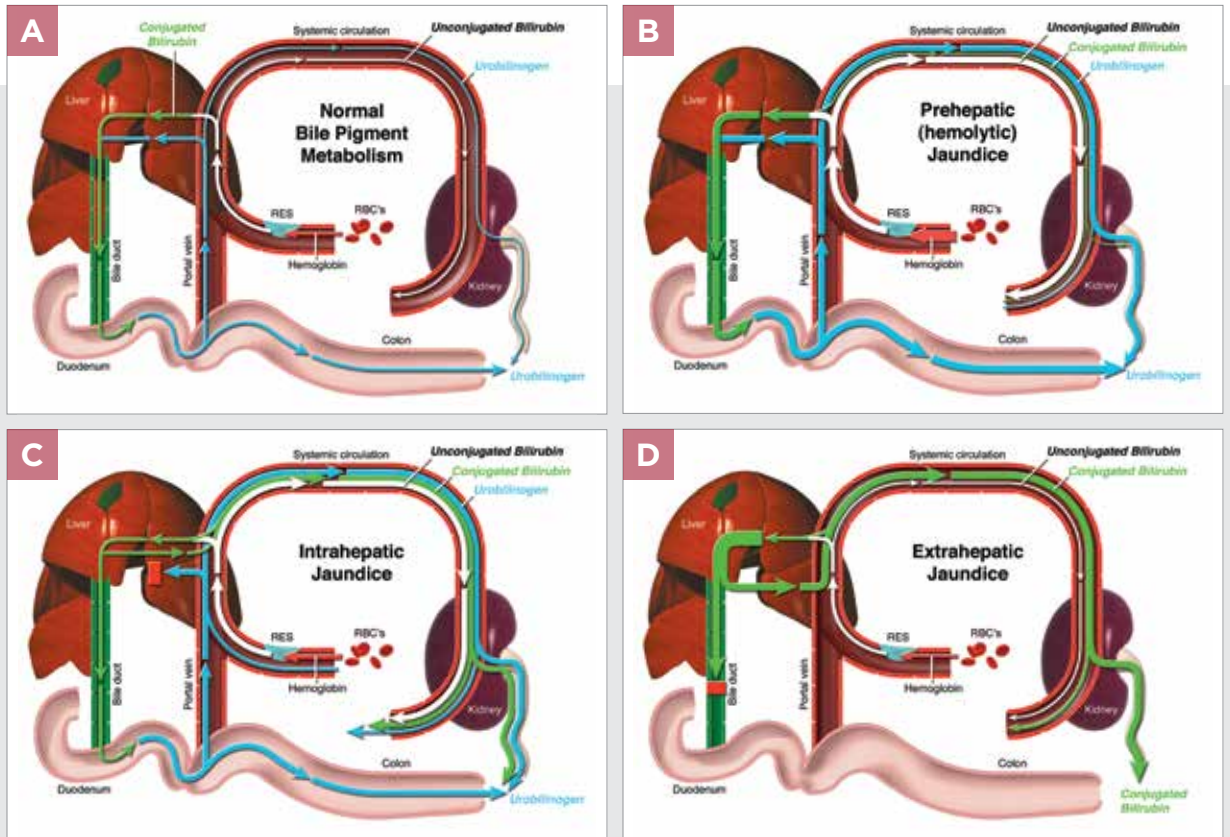 A
Conjugated
Bilirubin
Systemic circulation
Unconjugated Bilirubin
Urobilinogen
Liver
Normal
Bile Pigment
Metabolism
RES
RBC's
Hemoglobin
Bile duct
Portal vein
Kidney
Colon
Duodenum
Urobilinogen
B
Systemic circulation
Unconjugated Bilirubin
Conjugated Bilirubin
Urobilinogen
Liver
Prehepatic
(hemolytic)
Jaundice
RES
RBC's
Hemoglobin
Bile duct
Portal vein
Kidney
Colon
Duodenum
Urobilinogen
C
Systemic circulation
Unconjugated Bilirubin
Conjugated Bilirubin
Urobilinogen
Liver
Intrahepatic
Jaundice
RES
RBC's
Hemoglobin
Bile duct
Portal vein
Kidney
Colon
Duodenum
Urobilinogen
D
Systemic circulation
Unconjugated Bilirubin
Conjugated Bilirubin
Liver
Extrahepatic
Jaundice
RES
RBC's
Hemoglobin
Bile duct
Portal vein
Kidney
Colon
Duodenum
Conjugated
Bilirubin